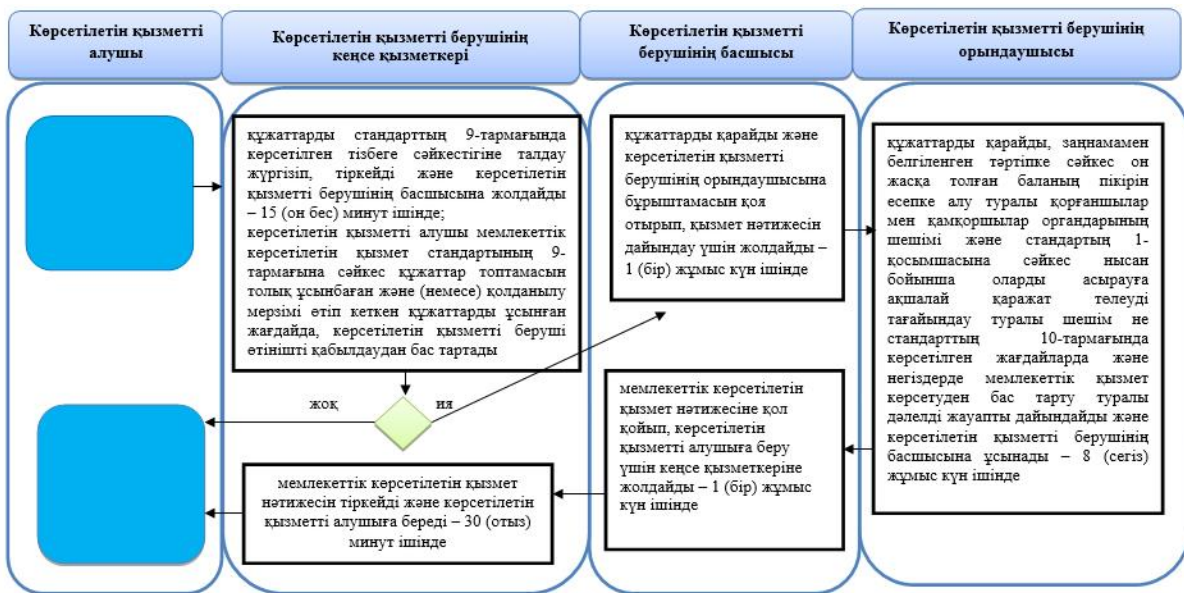 Көрсетілетін қызметті
алушы
Көрсетілетін қызметті берушінің
кеңсе қызметкері
Көрсетілетін қызметті
берушінің басшысы
Көрсетілетін қызметті берушінің
орындаушысы
құжаттарды стандарттың 9-тармағында
көрсетілген тізбеге сәйкестігіне талдау
жүргізіп, тіркейді және көрсетілетін
қызметті берушінің басшысына жолдайды
– 15 (он бес) минут ішінде;
көрсетілетін қызметті алушы мемлекеттік
көрсетілетін қызмет стандартының 9-
тармағына сәйкес құжаттар топтамасын
толық ұсынбаған және (немесе) қолданылу
мерзімі өтіп кеткен құжаттарды ұсынған
жағдайда, көрсетілетін қызметті беруші
өтінішті қабылдаудан бас тартады
жоқ
ия
мемлекеттік көрсетілетін қызмет
нәтижесін тіркейді және көрсетілетін
қызметті алушыға береді – 30 (отыз)
минут ішінде
құжаттарды қарайды және
көрсетілетін қызметті
берушінің орындаушысына
бұрыштамасын қоя
отырып, қызмет нәтижесін
дайындау үшін жолдайды –
1 (бір) жұмыс күн ішінде
мемлекеттік көрсетілетін
қызмет нәтижесіне қол
қойып, көрсетілетін
қызметті алушыға беру
үшін кеңсе қызметкеріне
жолдайды – 1 (бір) жұмыс
күн ішінде
құжаттарды қарайды, заңнамамен
белгіленген тәртіпке сәйкес он
жасқа толған баланың пікірін
есепке алу туралы қорғаншылар
мен қамқоршылар органдарының
шешімі және стандартың 1-
қосымшасына сәйкес нысан
бойынша оларды асырауға
ақшалай қаражат төлеуді
тағайындау туралы шешім не
стандарттың 10-тармағында
көрсетілген жағдайларда және
негіздерде мемлекеттік қызмет
көрсетуден бас тарту туралы
дәлелді жауапты дайындайды және
көрсетілетін қызметті берушінің
басшысына ұсынады – 8 (сегіз)
жұмыс күн ішінде